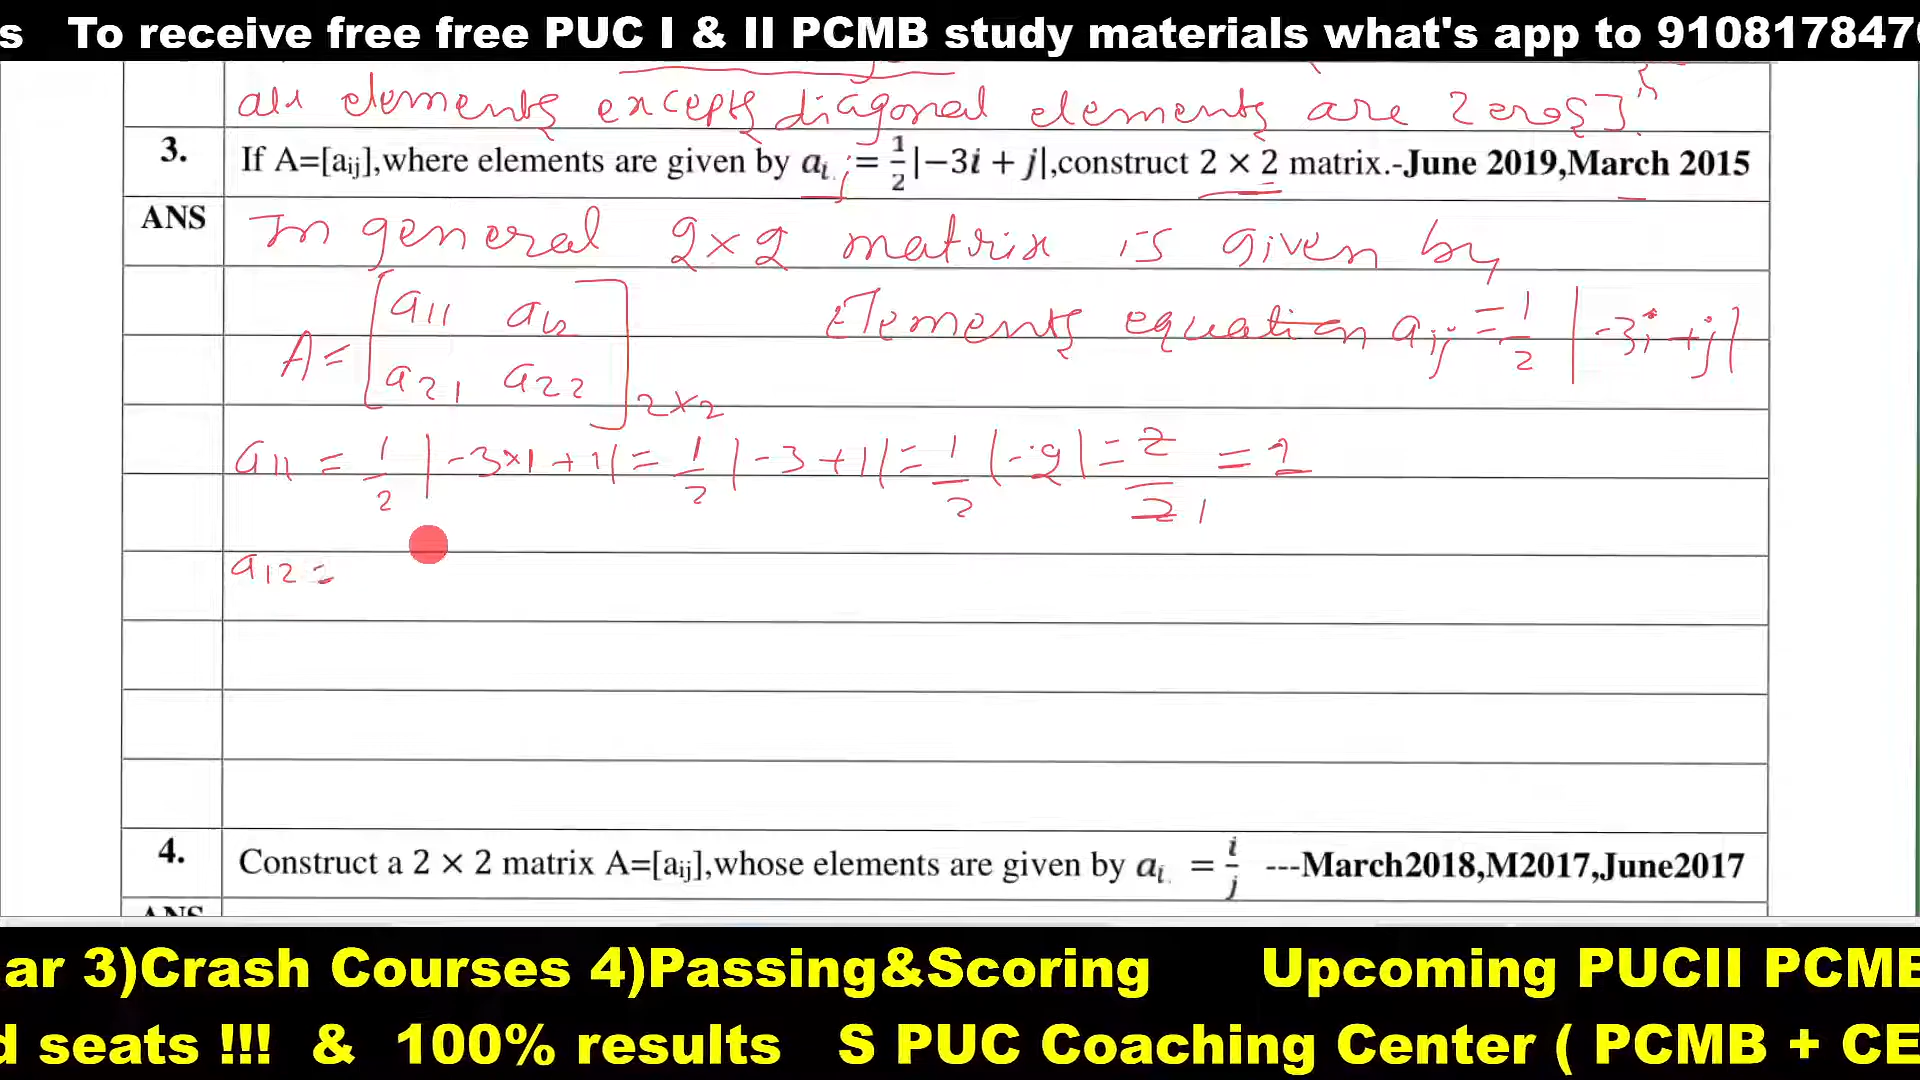 s To receive free free PUC I & II PCMB study materials what's app to 910817847
all elements excepts diagonal elements are zeros].
3. If A=[aij],where elements are given by aij = 1/2|−3i + j|,construct 2 × 2 matrix.-June 2019,March 2015
ANS In general 2×2 matrix is given by
A = [a11 a12 a21 a22]2×2 Elements equation aij = 1/2 |-3i+j|
a11 = 1/2 |-3×1+1| = 1/2 |-3+1| = 1/2 |-2| = 2/2 1 = 1
a12 =
4. Construct a 2 × 2 matrix A=[aij],whose elements are given by ai = i/j ---March2018,M2017,June2017
ANS
ar 3)Crash Courses 4)Passing&Scoring Upcoming PUCII PCM
d seats !!! & 100% results S PUC Coaching Center ( PCMB + CE